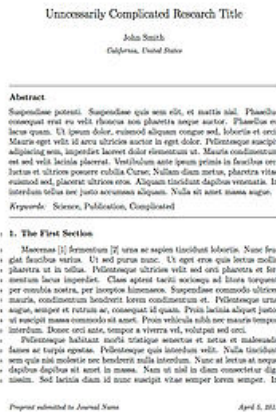 Unnecessarily Complicated Research Title
John Smith
California, United States
Abstract
Suspendisse potenti. Suspendisse quis sem elit, et mattis nisl. Phasellu
consequat erat eu velit rhoncus non pharetra neque auctor. Phasellus eu
lacus quam. Ut ipsum dolor, euismod aliquam congue sed, lobortis et orci
Mauris eget velit id arcu ultricies auctor in eget dolor. Pellentesque suscipi
adipiscing sem, imperdiet laoreet dolor elementum ut. Mauris condimentum
est sed velit lacinia placerat. Vestibulum ante ipsum primis in faucibus orc
luctus et ultrices posuere cubilia Curae; Nullam diam metus, pharetra vitae
euismod sed, placerat ultrices eros. Aliquam tincidunt dapibus venenatis. In
interdum tellus nec justo accumsan aliquam. Nulla sit amet massa augue.
Keywords: Science, Publication, Complicated
1. The First Section
Maecenas [1] fermentum [2] urna ac sapien tincidunt lobortis. Nunc feu
giat faucibus varius. Ut sed purus nunc. Ut eget eros quis lectus mollis
pharetra ut in tellus. Pellentesque ultricies velit sed orci pharetra et fer
mentum lacus imperdiet. Class aptent taciti sociosqu ad litora torquen
per conubia nostra, per inceptos himenaeos. Suspendisse commodo ultrices
mauris, condimentum hendrerit lorem condimentum et. Pellentesque urna
augue, semper et rutrum ac, consequat id quam. Proin lacinia aliquet justo
ut suscipit massa commodo sit amet. Proin vehicula nibh nec mauris tempor
interdum. Donec orci ante, tempor a viverra vel, volutpat sed orci.
Pellentesque habitant morbi tristique senectus et netus et malesuada
fames ac turpis egestas. Pellentesque quis interdum velit. Nulla tincidunt
sem quis nisi molestie nec hendrerit nulla interdum. Nunc at lectus at neque
dapibus dapibus sit amet in massa. Nam ut nisl in diam consectetur dig
nissim. Sed lacinia diam id nunc suscipit vitae semper lorem semper. In
Preprint submitted to Journal Name
April 5, 201